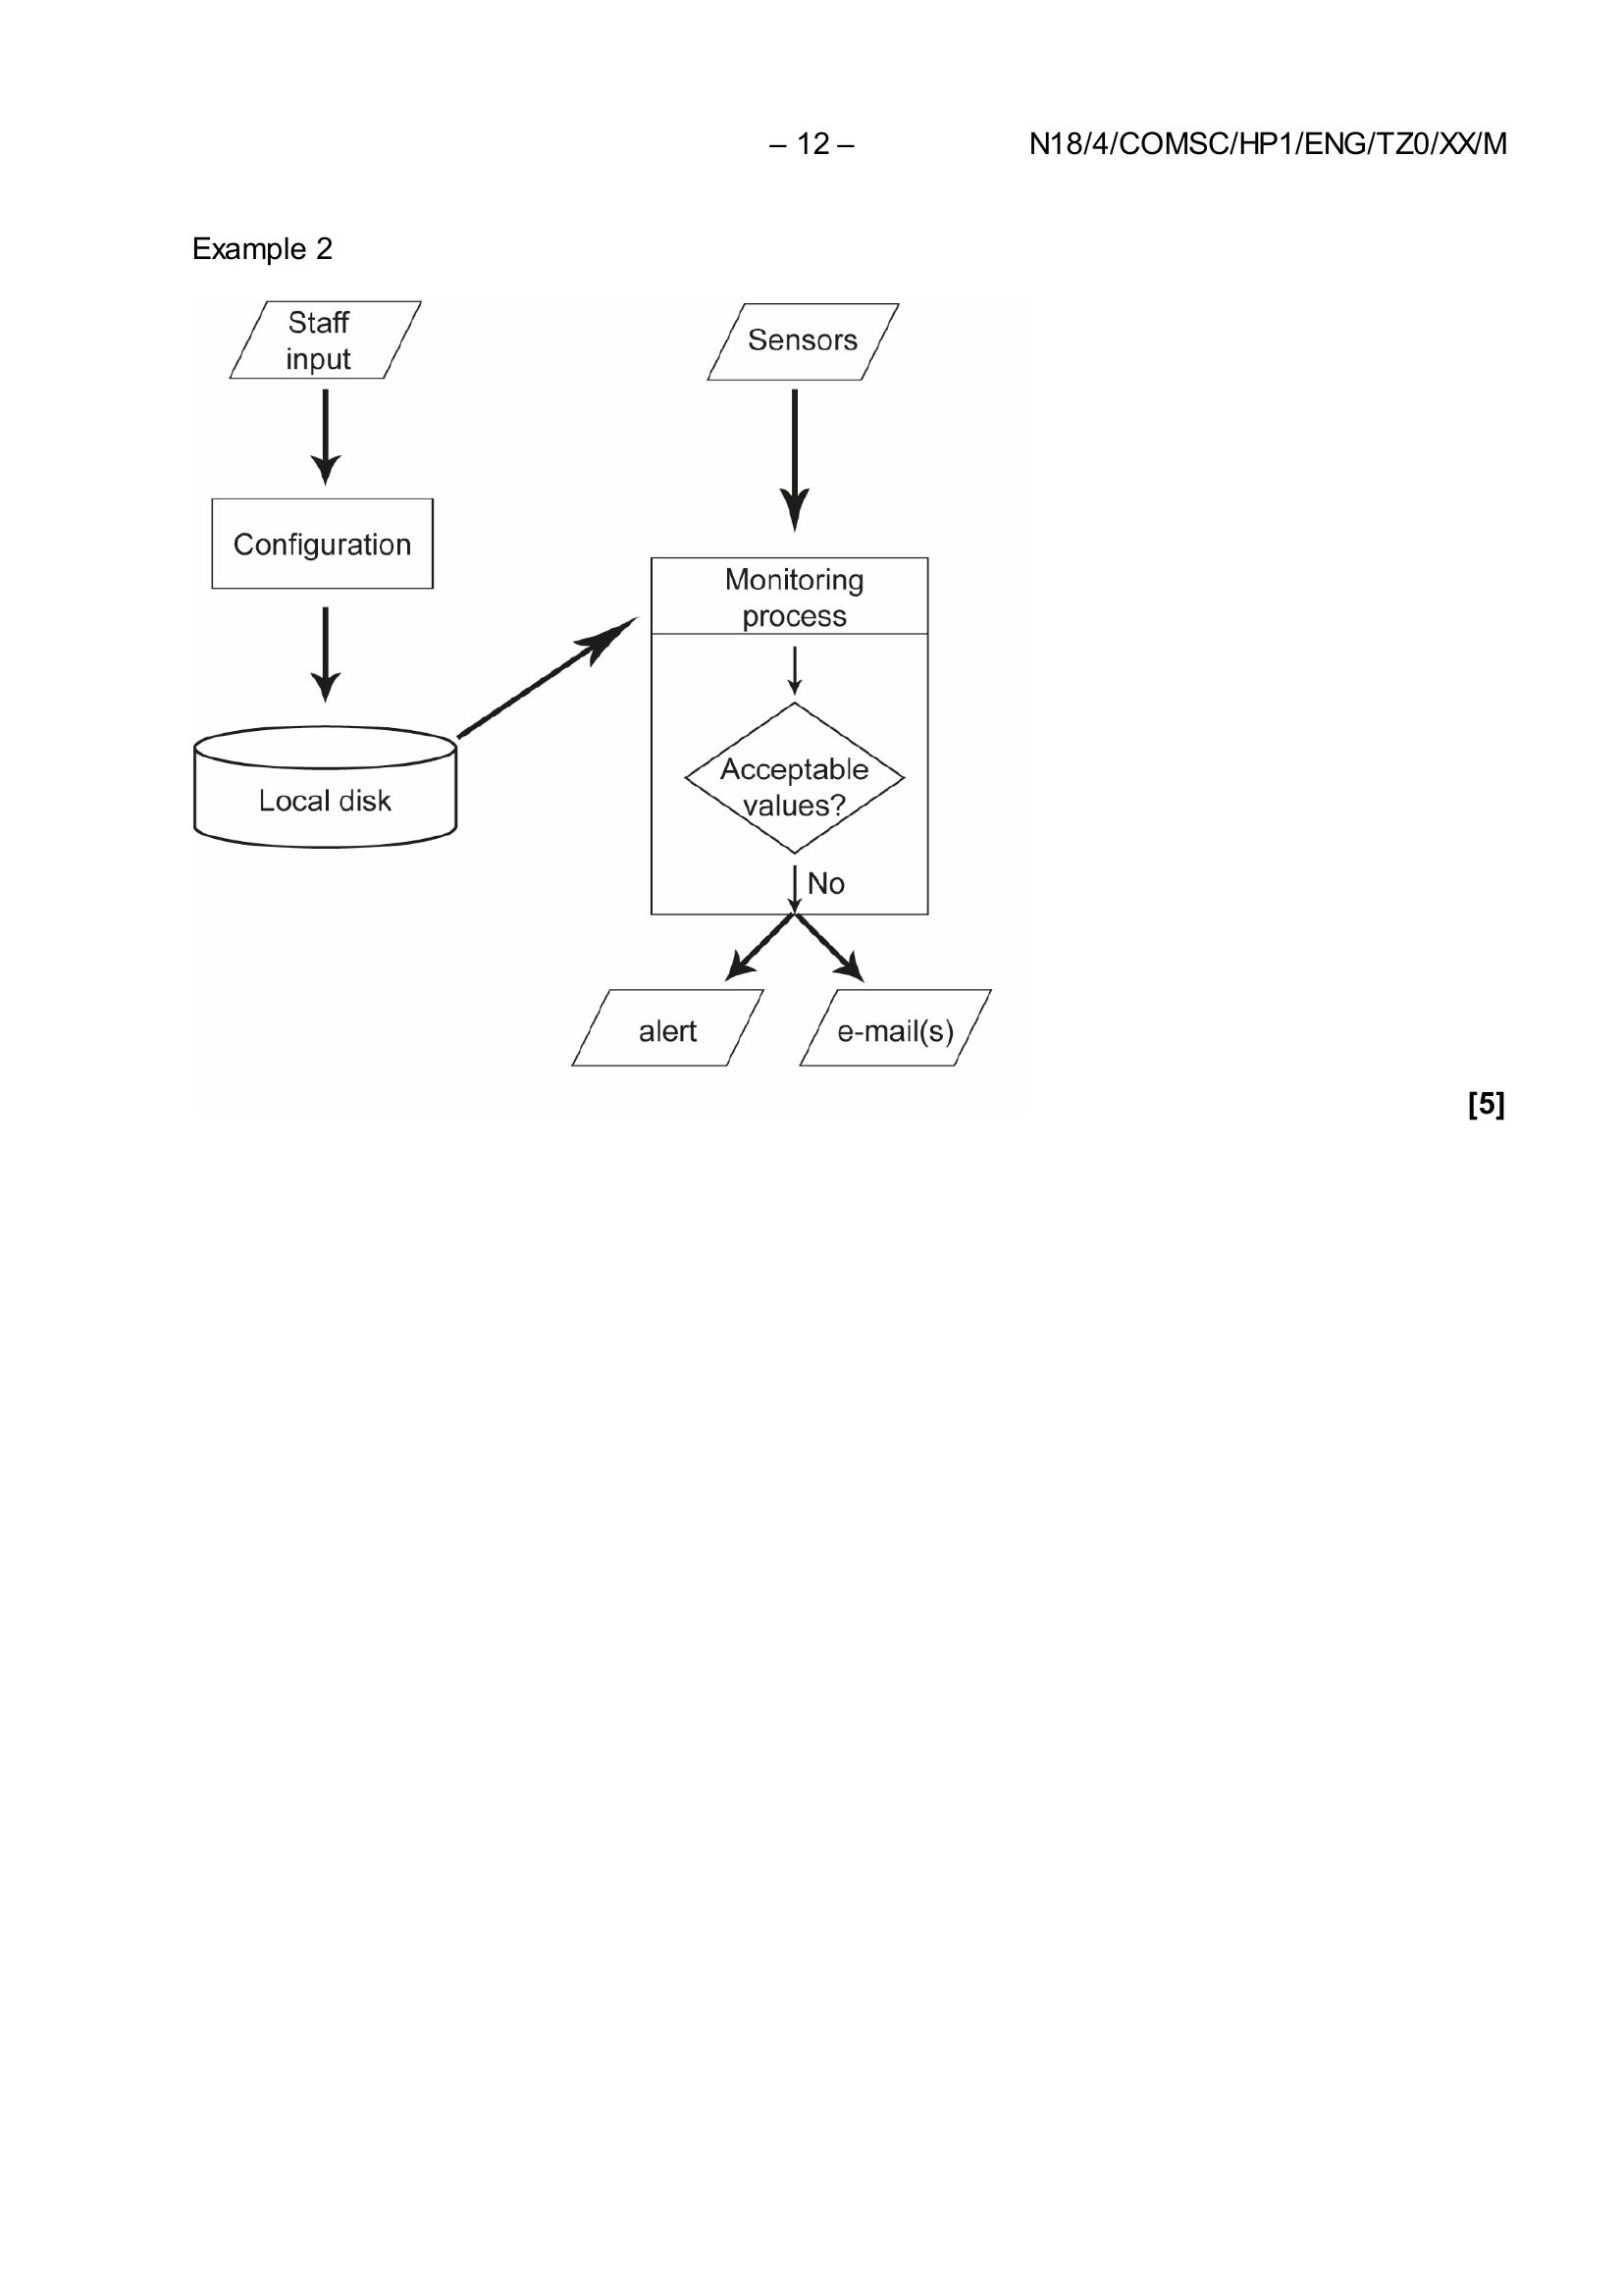 – 12 –
N18/4/COMSC/HP1/ENG/TZ0/XX/M
Example 2
Staff
input
Sensors
Configuration
Monitoring
process
Local disk
Acceptable
values?
No
alert
e-mail(s)
[5]